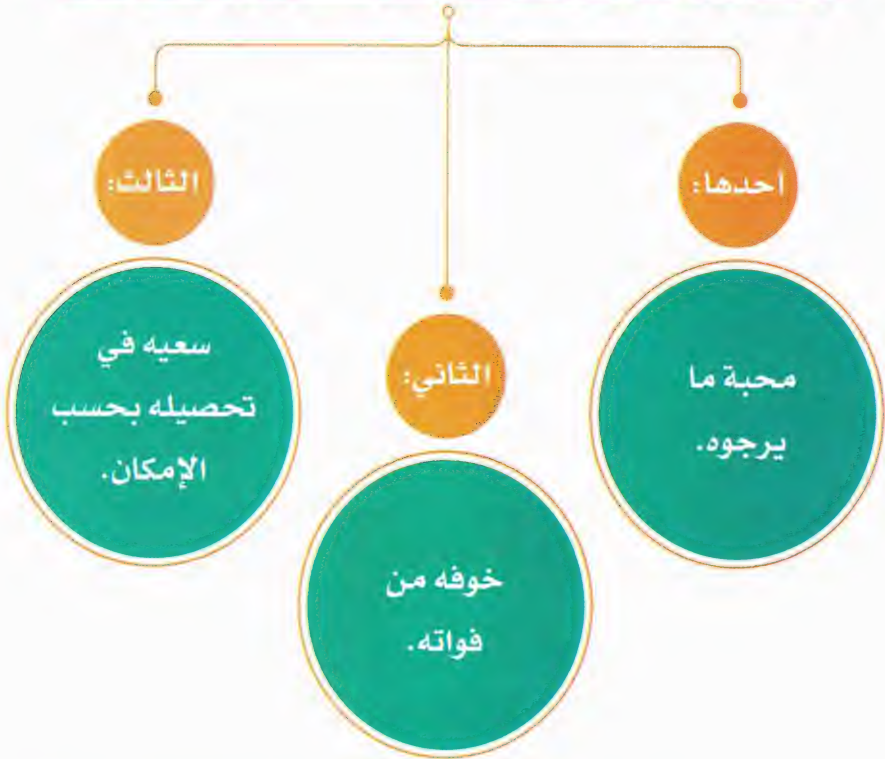 أحدها:
محبة ما
يرجوه.
الثاني:
خوفه من
فواته.
الثالث:
سعيه في
تحصيله بحسب
الإمكان.